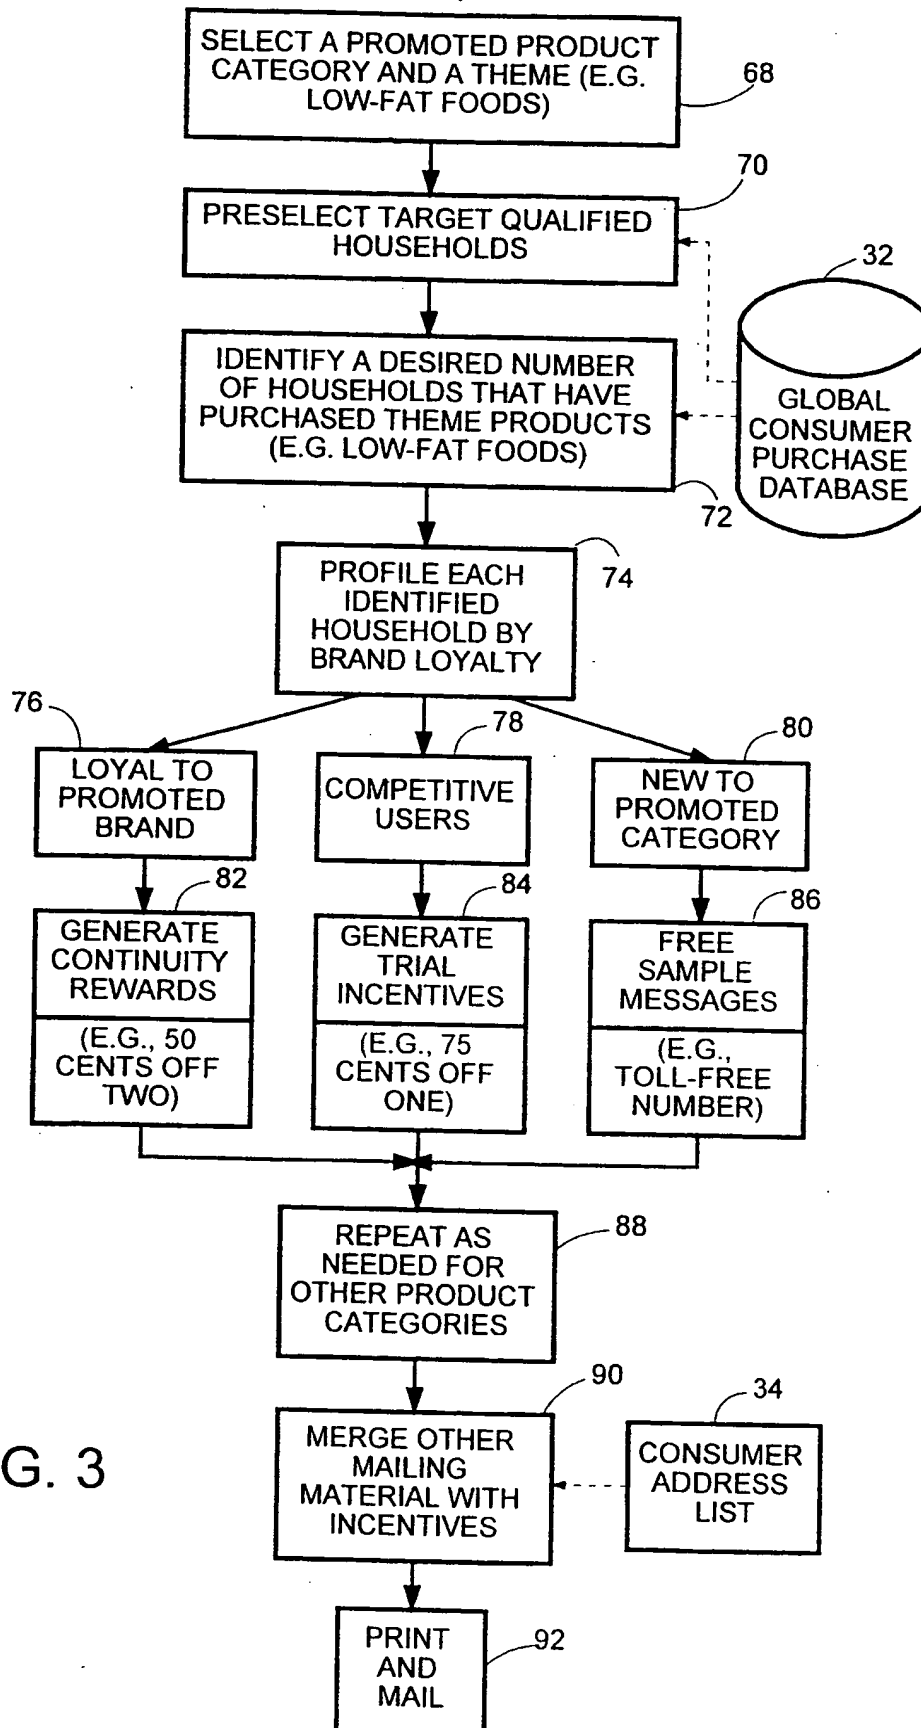 SELECT A PROMOTED PRODUCT
CATEGORY AND A THEME (E.G.
LOW-FAT FOODS)
68
70
PRESELECT TARGET QUALIFIED
HOUSEHOLDS
32
IDENTIFY A DESIRED NUMBER
OF HOUSEHOLDS THAT HAVE
PURCHASED THEME PRODUCTS
(E.G. LOW-FAT FOODS)
GLOBAL
CONSUMER
PURCHASE
DATABASE
72
PROFILE EACH
IDENTIFIED
HOUSEHOLD BY
BRAND LOYALTY
74
76
LOYAL TO
PROMOTED
BRAND
78
COMPETITIVE
USERS
80
NEW TO
PROMOTED
CATEGORY
82
GENERATE
CONTINUITY
REWARDS
(E.G., 50
CENTS OFF
TWO)
84
GENERATE
TRIAL
INCENTIVES
(E.G., 75
CENTS OFF
ONE)
86
FREE
SAMPLE
MESSAGES
(E.G.,
TOLL-FREE
NUMBER)
REPEAT AS
NEEDED FOR
OTHER PRODUCT
CATEGORIES
88
90
MERGE OTHER
MAILING
MATERIAL WITH
INCENTIVES
34
CONSUMER
ADDRESS
LIST
G. 3
PRINT
AND
MAIL
92